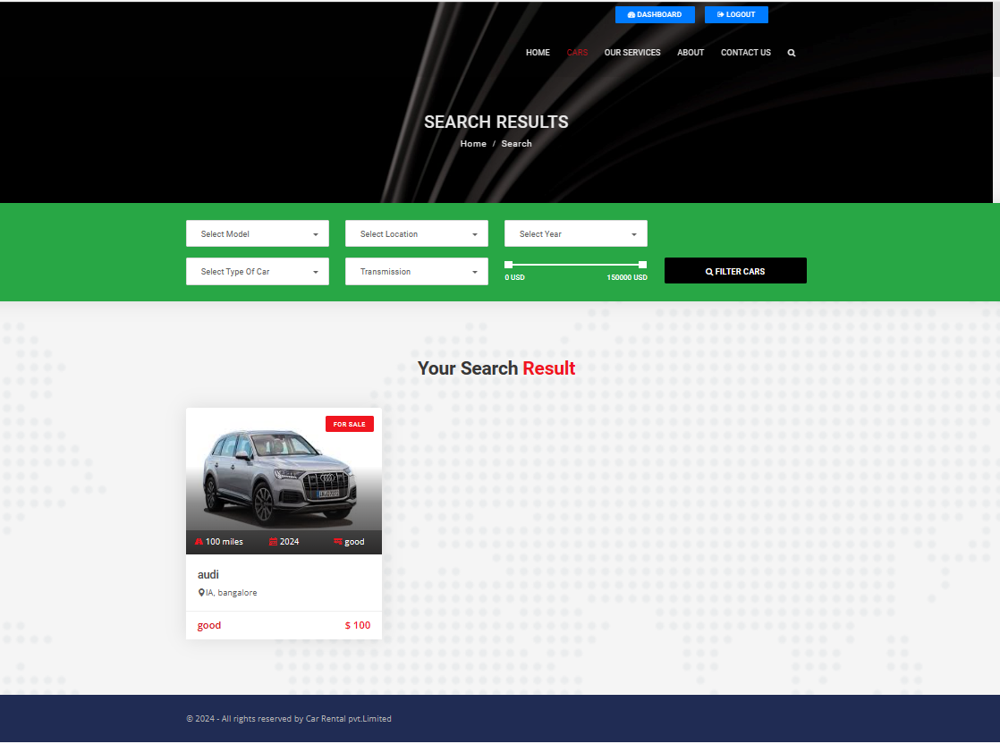 DASHBOARD LOGOUT
HOME CARS OUR SERVICES ABOUT CONTACT US
SEARCH RESULTS
Home / Search
Select Model Select Location Select Year
Select Type Of Car Transmission
0 USD 150000 USD
FILTER CARS
Your Search Result
FOR SALE
100 miles 2024 good
audi
IA, bangalore
good $ 100
© 2024 - All rights reserved by Car Rental pvt.Limited